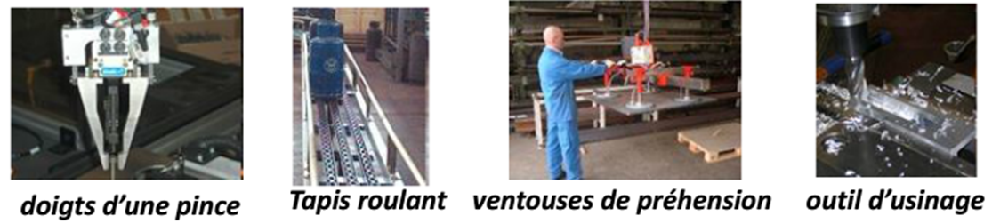 doigts d'une pince
Tapis roulant
ventouses de préhension
outil d'usinage